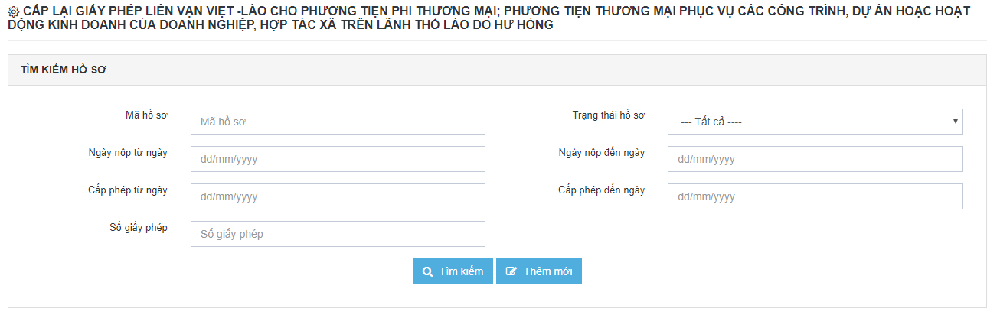 CẤP LẠI GIẤY PHÉP LIÊN VẬN VIỆT -LÀO CHO PHƯƠNG TIỆN PHI THƯƠNG MẠI; PHƯƠNG TIỆN THƯƠNG MẠI PHỤC VỤ CÁC CÔNG TRÌNH, DỰ ÁN HOẶC HOẠT
ĐỘNG KINH DOANH CỦA DOANH NGHIỆP, HỢP TÁC XÃ TRÊN LÃNH THỔ LÀO DO HƯ HỎNG
TÌM KIẾM HỒ SƠ
Mã hồ sơ
Mã hồ sơ
Trạng thái hồ sơ
--- Tất cả ----
Ngày nộp từ ngày
dd/mm/yyyy
Ngày nộp đến ngày
dd/mm/yyyy
Cấp phép từ ngày
dd/mm/yyyy
Cấp phép đến ngày
dd/mm/yyyy
Số giấy phép
Số giấy phép
Tìm kiếm
Thêm mới